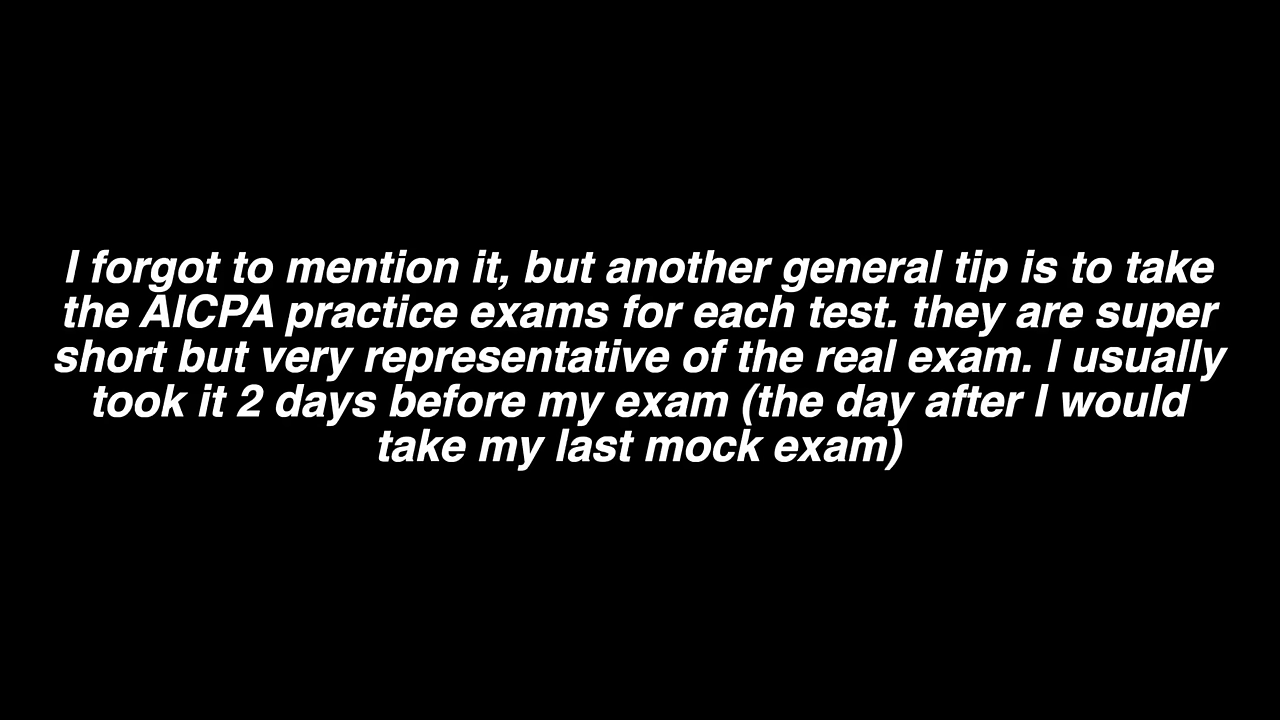 I forgot to mention it, but another general tip is to take
the AICPA practice exams for each test. they are super
short but very representative of the real exam. I usually
took it 2 days before my exam (the day after I would
take my last mock exam)